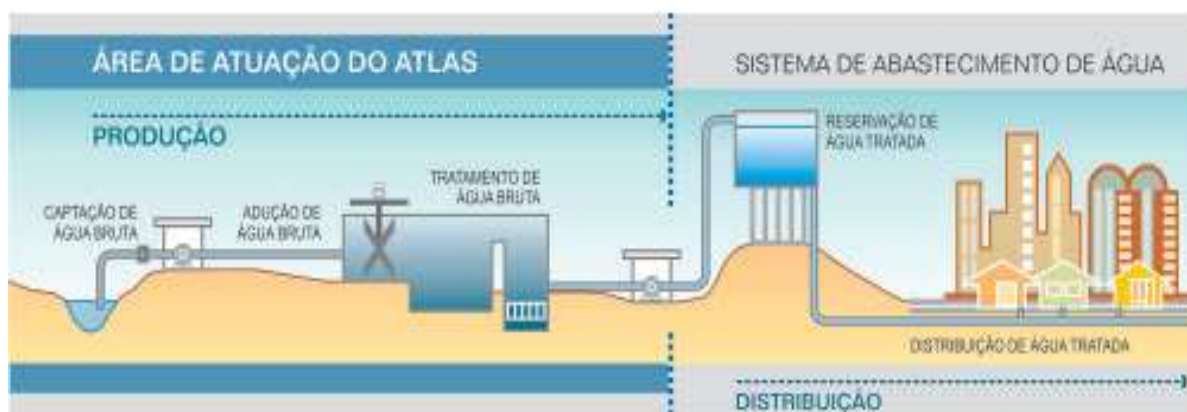 ÁREA DE ATUAÇÃO DO ATLAS
SISTEMA DE ABASTECIMENTO DE ÁGUA
PRODUÇÃO
CAPTAÇÃO DE
ÁGUA BRUTA
ADUÇÃO DE
ÁGUA BRUTA
TRATAMENTO DE
ÁGUA BRUTA
RESERVAÇÃO DE
ÁGUA TRATADA
DISTRIBUIÇÃO DE ÁGUA TRATADA
DISTRIBUIÇÃO